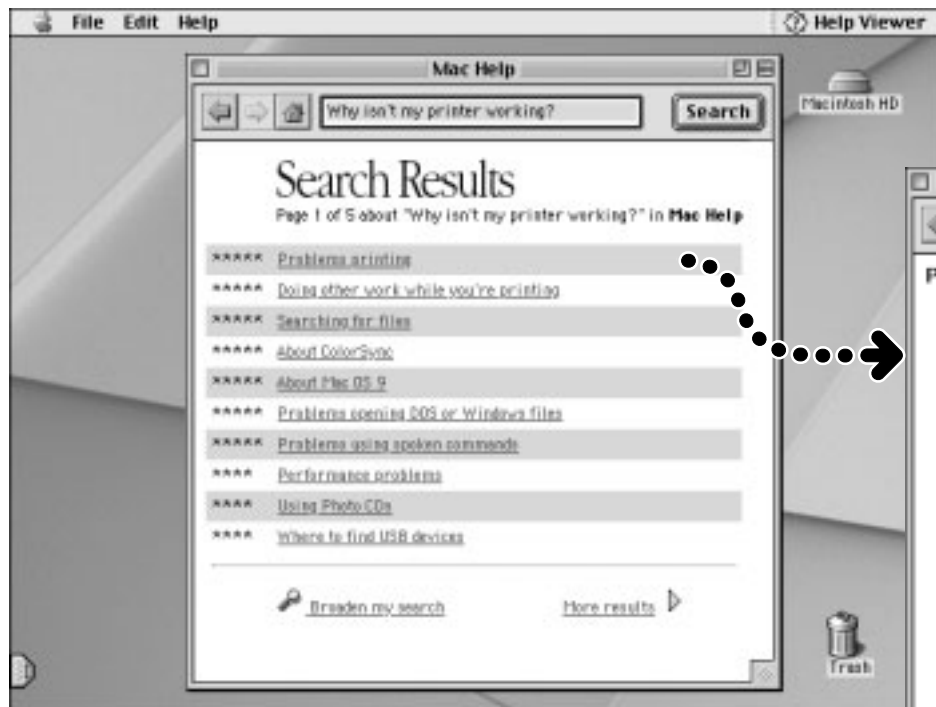 File Edit Help
Help Viewer
Mac Help
Why isn't my printer working?
Search
Macintosh HD
Search Results
Page 1 of 5 about "Why isn't my printer working?" in Mac Help
***** Problems printing
***** Doing other work while you're printing
***** Searching for files
***** About ColorSync
***** About Mac OS 9
***** Problems opening DOS or Windows files
***** Problems using spoken commands
**** Performance problems
**** Using Photo CDs
**** Where to find USB devices
Broaden my search
More results
Trash